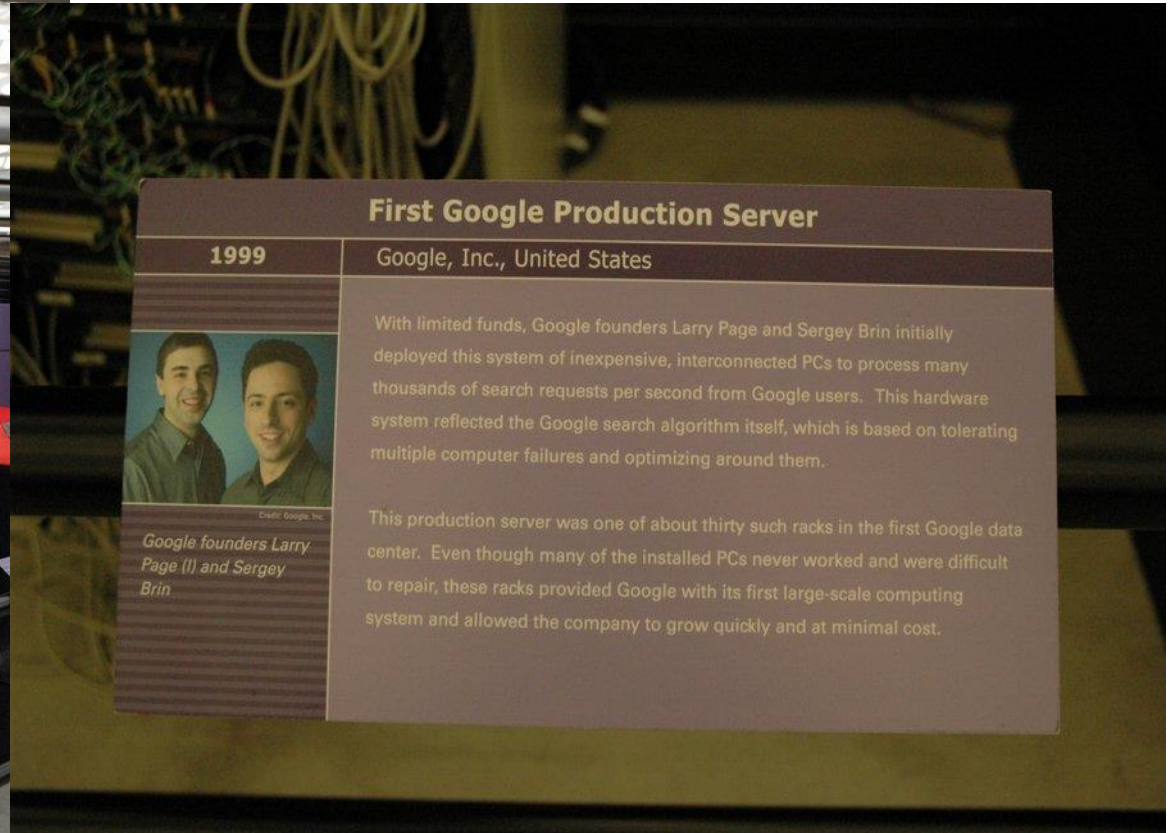 First Google Production Server
1999
Google, Inc., United States
With limited funds, Google founders Larry Page and Sergey Brin initially
deployed this system of inexpensive, interconnected PCs to process many
thousands of search requests per second from Google users. This hardware
system reflected the Google search algorithm itself, which is based on tolerating
multiple computer failures and optimizing around them.
This production server was one of about thirty such racks in the first Google data
center. Even though many of the installed PCs never worked and were difficult
to repair, these racks provided Google with its first large-scale computing
system and allowed the company to grow quickly and at minimal cost.
Credit: Google, Inc.
Google founders Larry
Page (l) and Sergey
Brin